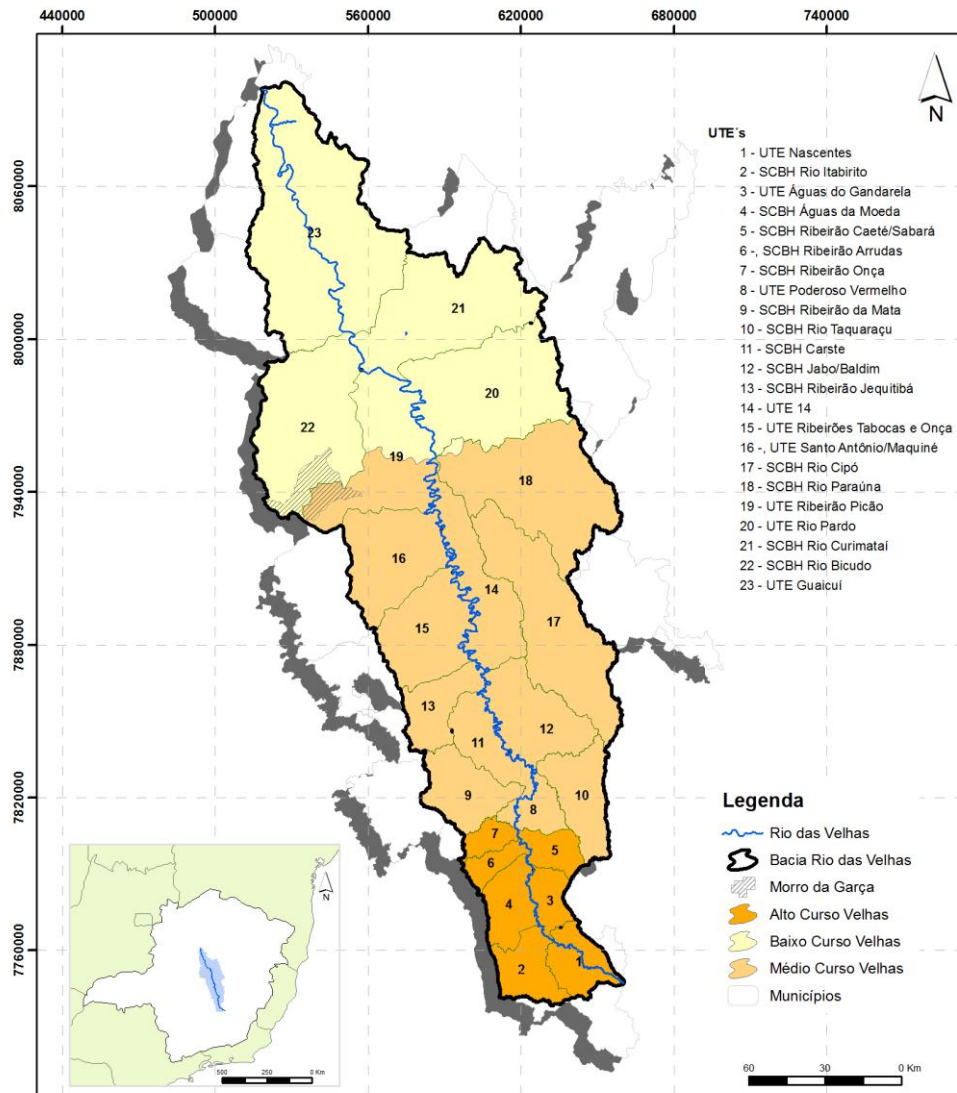 440000 500000 560000 620000 680000 740000
N
UTE´s
1 - UTE Nascentes
2 - SCBH Rio Itabirito
3 - UTE Águas do Gandarela
4 - SCBH Águas da Moeda
5 - SCBH Ribeirão Caeté/Sabará
6 -, SCBH Ribeirão Arrudas
7 - SCBH Ribeirão Onça
8 - UTE Poderoso Vermelho
9 - SCBH Ribeirão da Mata
10 - SCBH Rio Taquaraçu
11 - SCBH Carste
12 - SCBH Jabo/Baldim
13 - SCBH Ribeirão Jequitibá
14 - UTE 14
15 - UTE Ribeirões Tabocas e Onça
16 -, UTE Santo Antônio/Maquiné
17 - SCBH Rio Cipó
18 - SCBH Rio Paraúna
19 - UTE Ribeirão Picão
20 - UTE Rio Pardo
21 - SCBH Rio Curimataí
22 - SCBH Rio Bicudo
23 - UTE Guaicuí
8060000
8000000
7940000
7880000
7820000
7760000
23
21
20
22
19
18
16
14
17
15
13
12
11
9
8
10
7
5
6
4
3
2
1
Legenda
Rio das Velhas
Bacia Rio das Velhas
Morro da Garça
Alto Curso Velhas
Baixo Curso Velhas
Médio Curso Velhas
Municípios
N
500 250 0 Km
60 30 0 Km